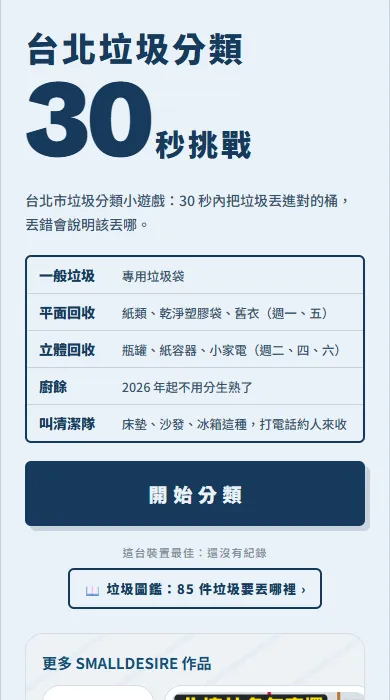 台北垃圾分類
30秒挑戰
台北市垃圾分類小遊戲：30 秒內把垃圾丟進對的桶，
丟錯會說明該丟哪。
一般垃圾 專用垃圾袋
平面回收 紙類、乾淨塑膠袋、舊衣（週一、五）
立體回收 瓶罐、紙容器、小家電（週二、四、六）
廚餘 2026 年起不用分生熟了
叫清潔隊 床墊、沙發、冰箱這種，打電話約人來收
開始分類
這台裝置最佳：還沒有紀錄
垃圾圖鑑：85 件垃圾要丟哪裡 ›
更多 SMALLDESIRE 作品